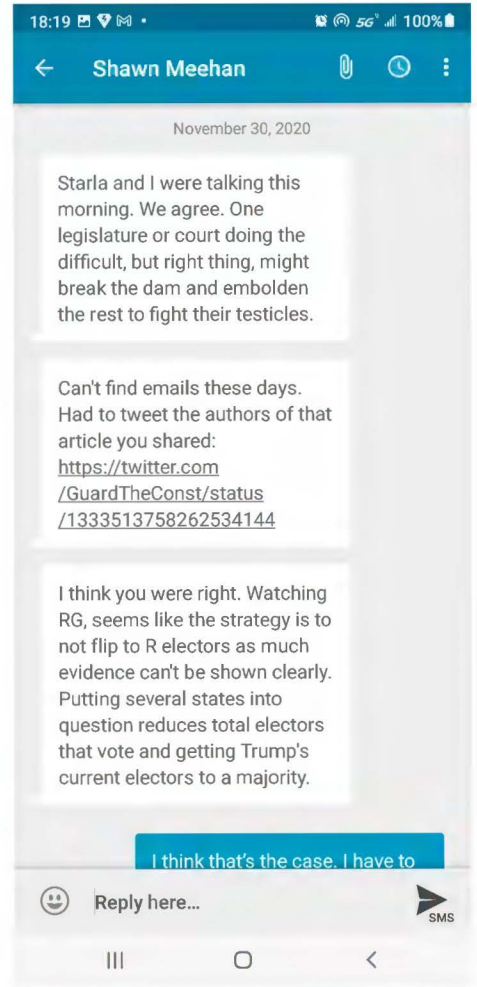 18:19 5G 100%
Shawn Meehan
November 30, 2020
Starla and I were talking this
morning. We agree. One
legislature or court doing the
difficult, but right thing, might
break the dam and embolden
the rest to fight their testicles.
Can't find emails these days.
Had to tweet the authors of that
article you shared:
https://twitter.com
/GuardTheConst/status
/1333513758262534144
I think you were right. Watching
RG, seems like the strategy is to
not flip to R electors as much
evidence can't be shown clearly.
Putting several states into
question reduces total electors
that vote and getting Trump's
current electors to a majority.
I think that's the case. I have to
Reply here...
SMS